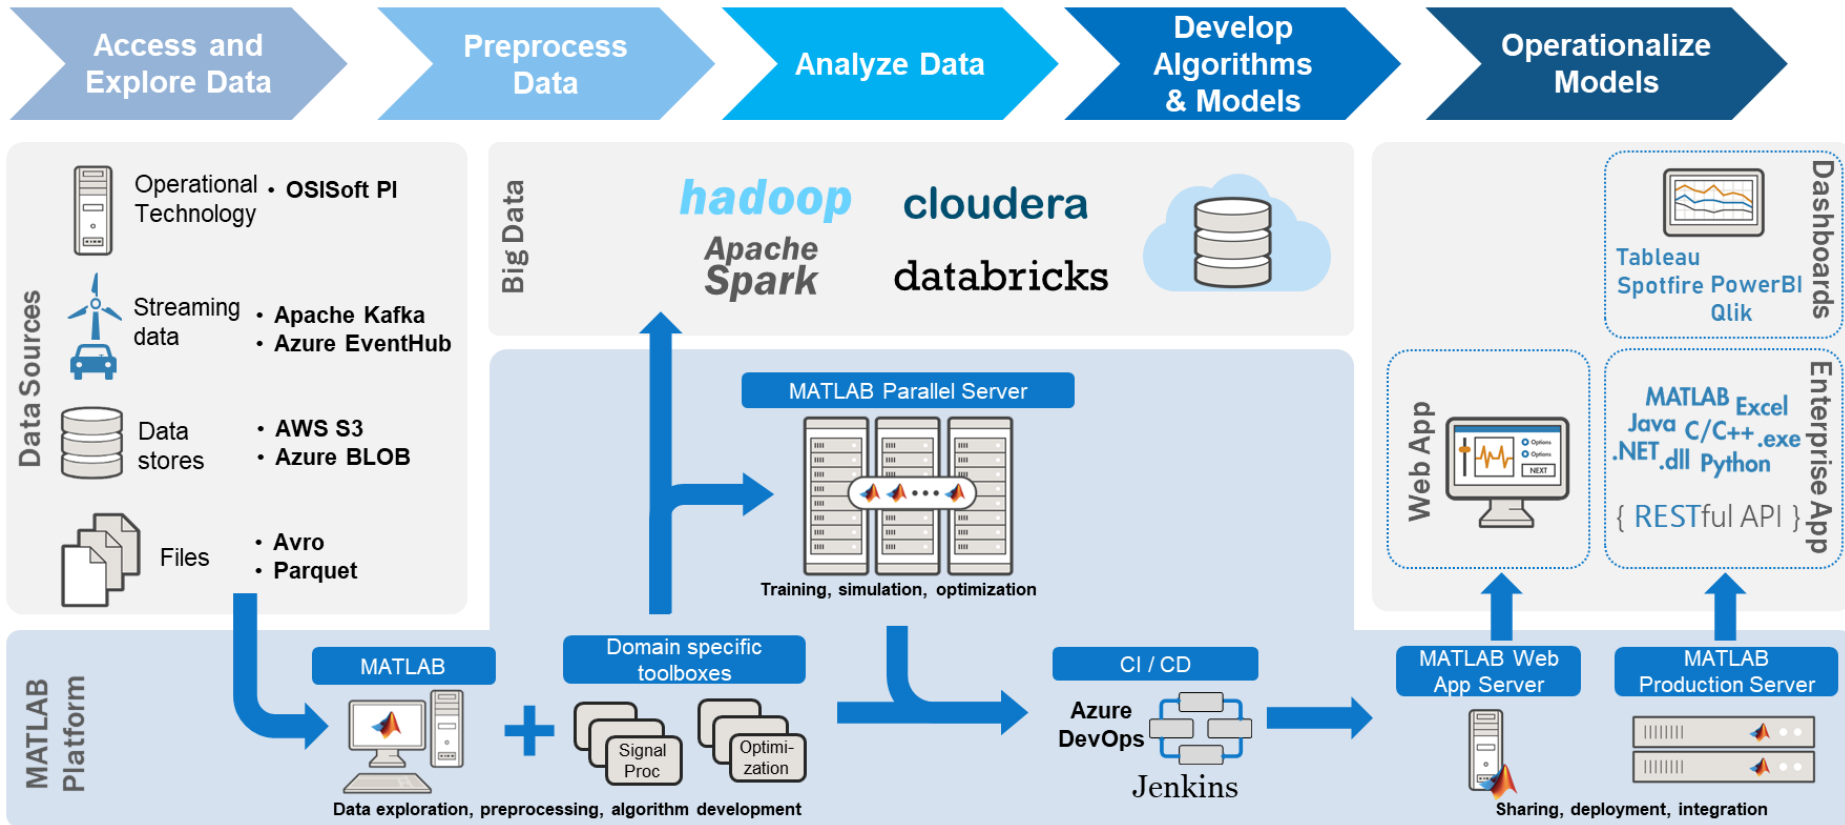 Access and
Explore Data
Preprocess
Data
Analyze Data
Develop
Algorithms
& Models
Operationalize
Models
Data Sources
Operational
Technology
• OSISoft PI
Streaming
data
• Apache Kafka
• Azure EventHub
Data
stores
• AWS S3
• Azure BLOB
Files
• Avro
• Parquet
Big Data
hadoop
cloudera
Apache
Spark
databricks
MATLAB Parallel Server
Training, simulation, optimization
Dashboards
Tableau
Spotfire PowerBI
Qlik
Web App
Options
Options
NEXT
Enterprise App
MATLAB Excel
Java C/C++ .exe
.NET .dll Python
{ RESTful API }
MATLAB
Platform
MATLAB
Domain specific
toolboxes
Signal
Proc
Optimi-
zation
Data exploration, preprocessing, algorithm development
CI / CD
Azure
DevOps
Jenkins
MATLAB Web
App Server
MATLAB
Production Server
Sharing, deployment, integration